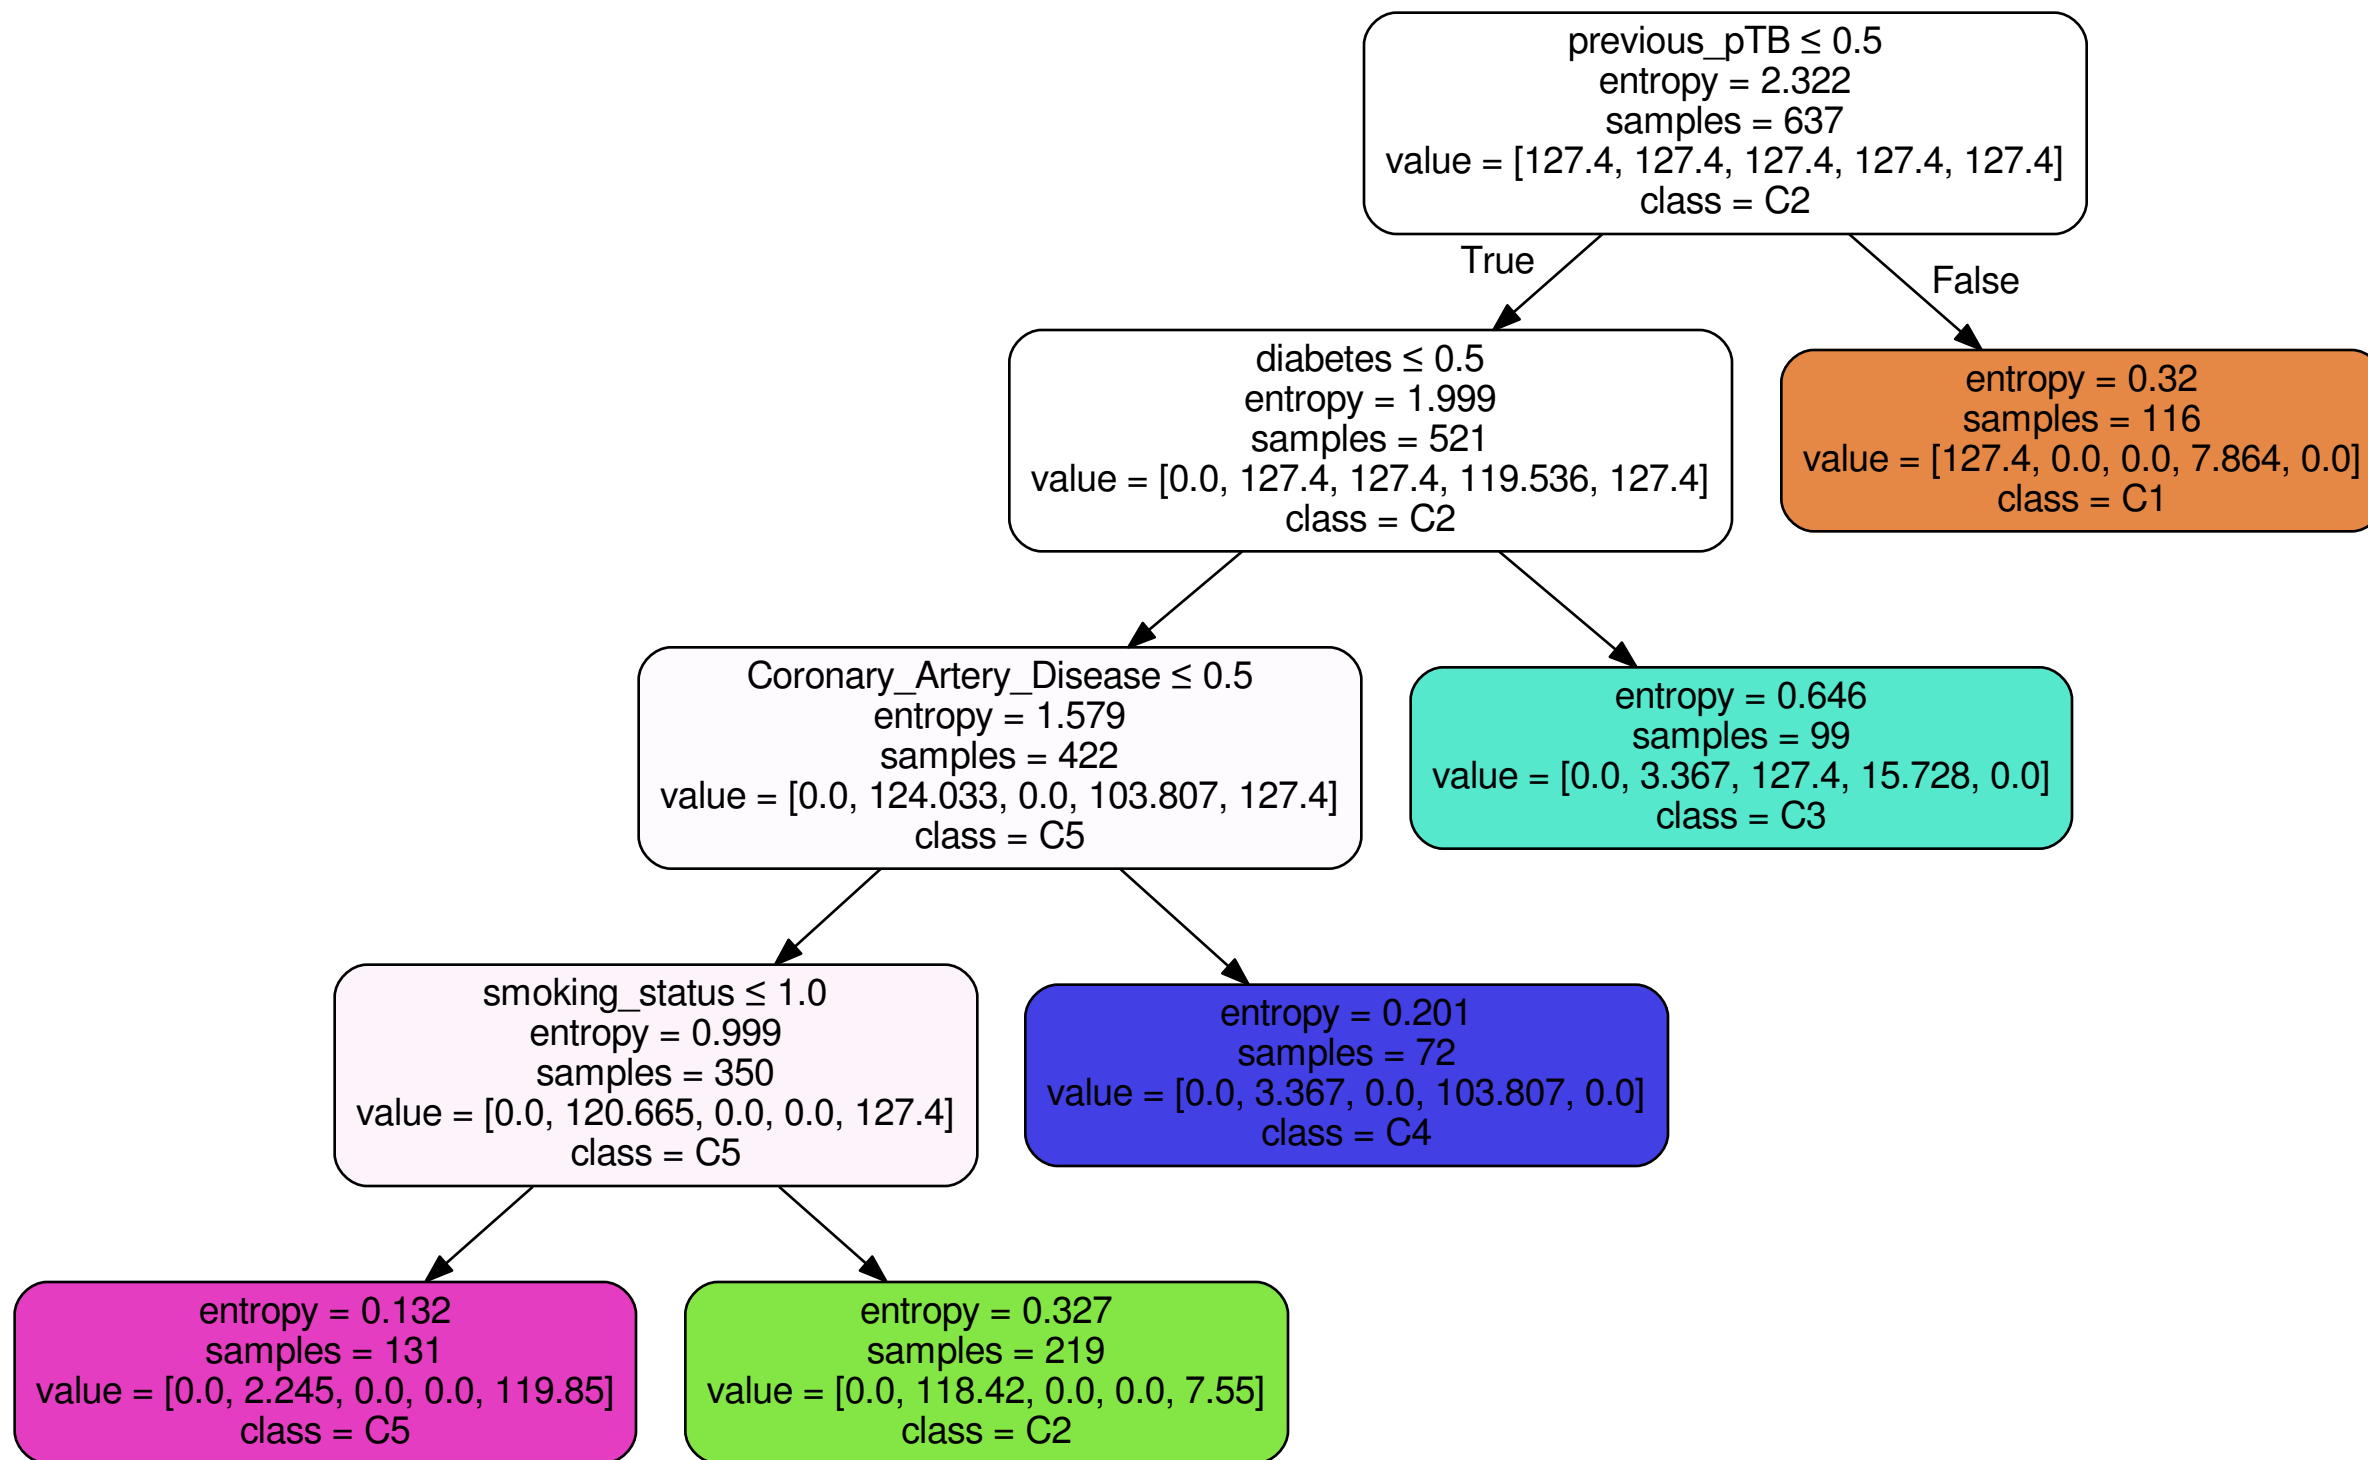 previous_pTB ≤ 0.5
entropy = 2.322
samples = 637
value = [127.4, 127.4, 127.4, 127.4, 127.4]
class = C2
True
False
diabetes ≤ 0.5
entropy = 1.999
samples = 521
value = [0.0, 127.4, 127.4, 119.536, 127.4]
class = C2
entropy = 0.32
samples = 116
value = [127.4, 0.0, 0.0, 7.864, 0.0]
class = C1
Coronary_Artery_Disease ≤ 0.5
entropy = 1.579
samples = 422
value = [0.0, 124.033, 0.0, 103.807, 127.4]
class = C5
entropy = 0.646
samples = 99
value = [0.0, 3.367, 127.4, 15.728, 0.0]
class = C3
smoking_status ≤ 1.0
entropy = 0.999
samples = 350
value = [0.0, 120.665, 0.0, 0.0, 127.4]
class = C5
entropy = 0.201
samples = 72
value = [0.0, 3.367, 0.0, 103.807, 0.0]
class = C4
entropy = 0.132
samples = 131
value = [0.0, 2.245, 0.0, 0.0, 119.85]
class = C5
entropy = 0.327
samples = 219
value = [0.0, 118.42, 0.0, 0.0, 7.55]
class = C2